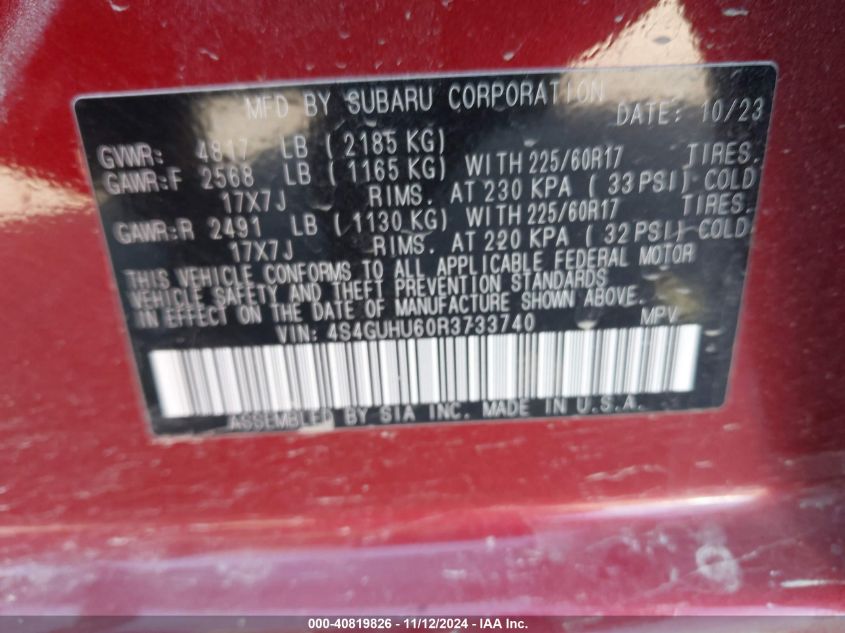 MFD BY SUBARU CORPORATION DATE: 10/23
GVWR: 4817 LB ( 2185 KG)
GAWR:F 2568 LB ( 1165 KG) WITH 225/60R17 TIRES.
17X7J RIMS. AT 230 KPA ( 33 PSI) COLD
GAWR:R 2491 LB ( 1130 KG) WITH 225/60R17 TIRES.
17X7J RIMS. AT 220 KPA ( 32 PSI) COLD
THIS VEHICLE CONFORMS TO ALL APPLICABLE FEDERAL MOTOR
VEHICLE SAFETY AND THEFT PREVENTION STANDARDS
IN EFFECT ON THE DATE OF MANUFACTURE SHOWN ABOVE.
VIN: 4S4GUHU60R3733740 MPV
ASSEMBLED BY SIA INC. MADE IN U.S.A.
000-40819826 - 11/12/2024 - IAAI Inc.